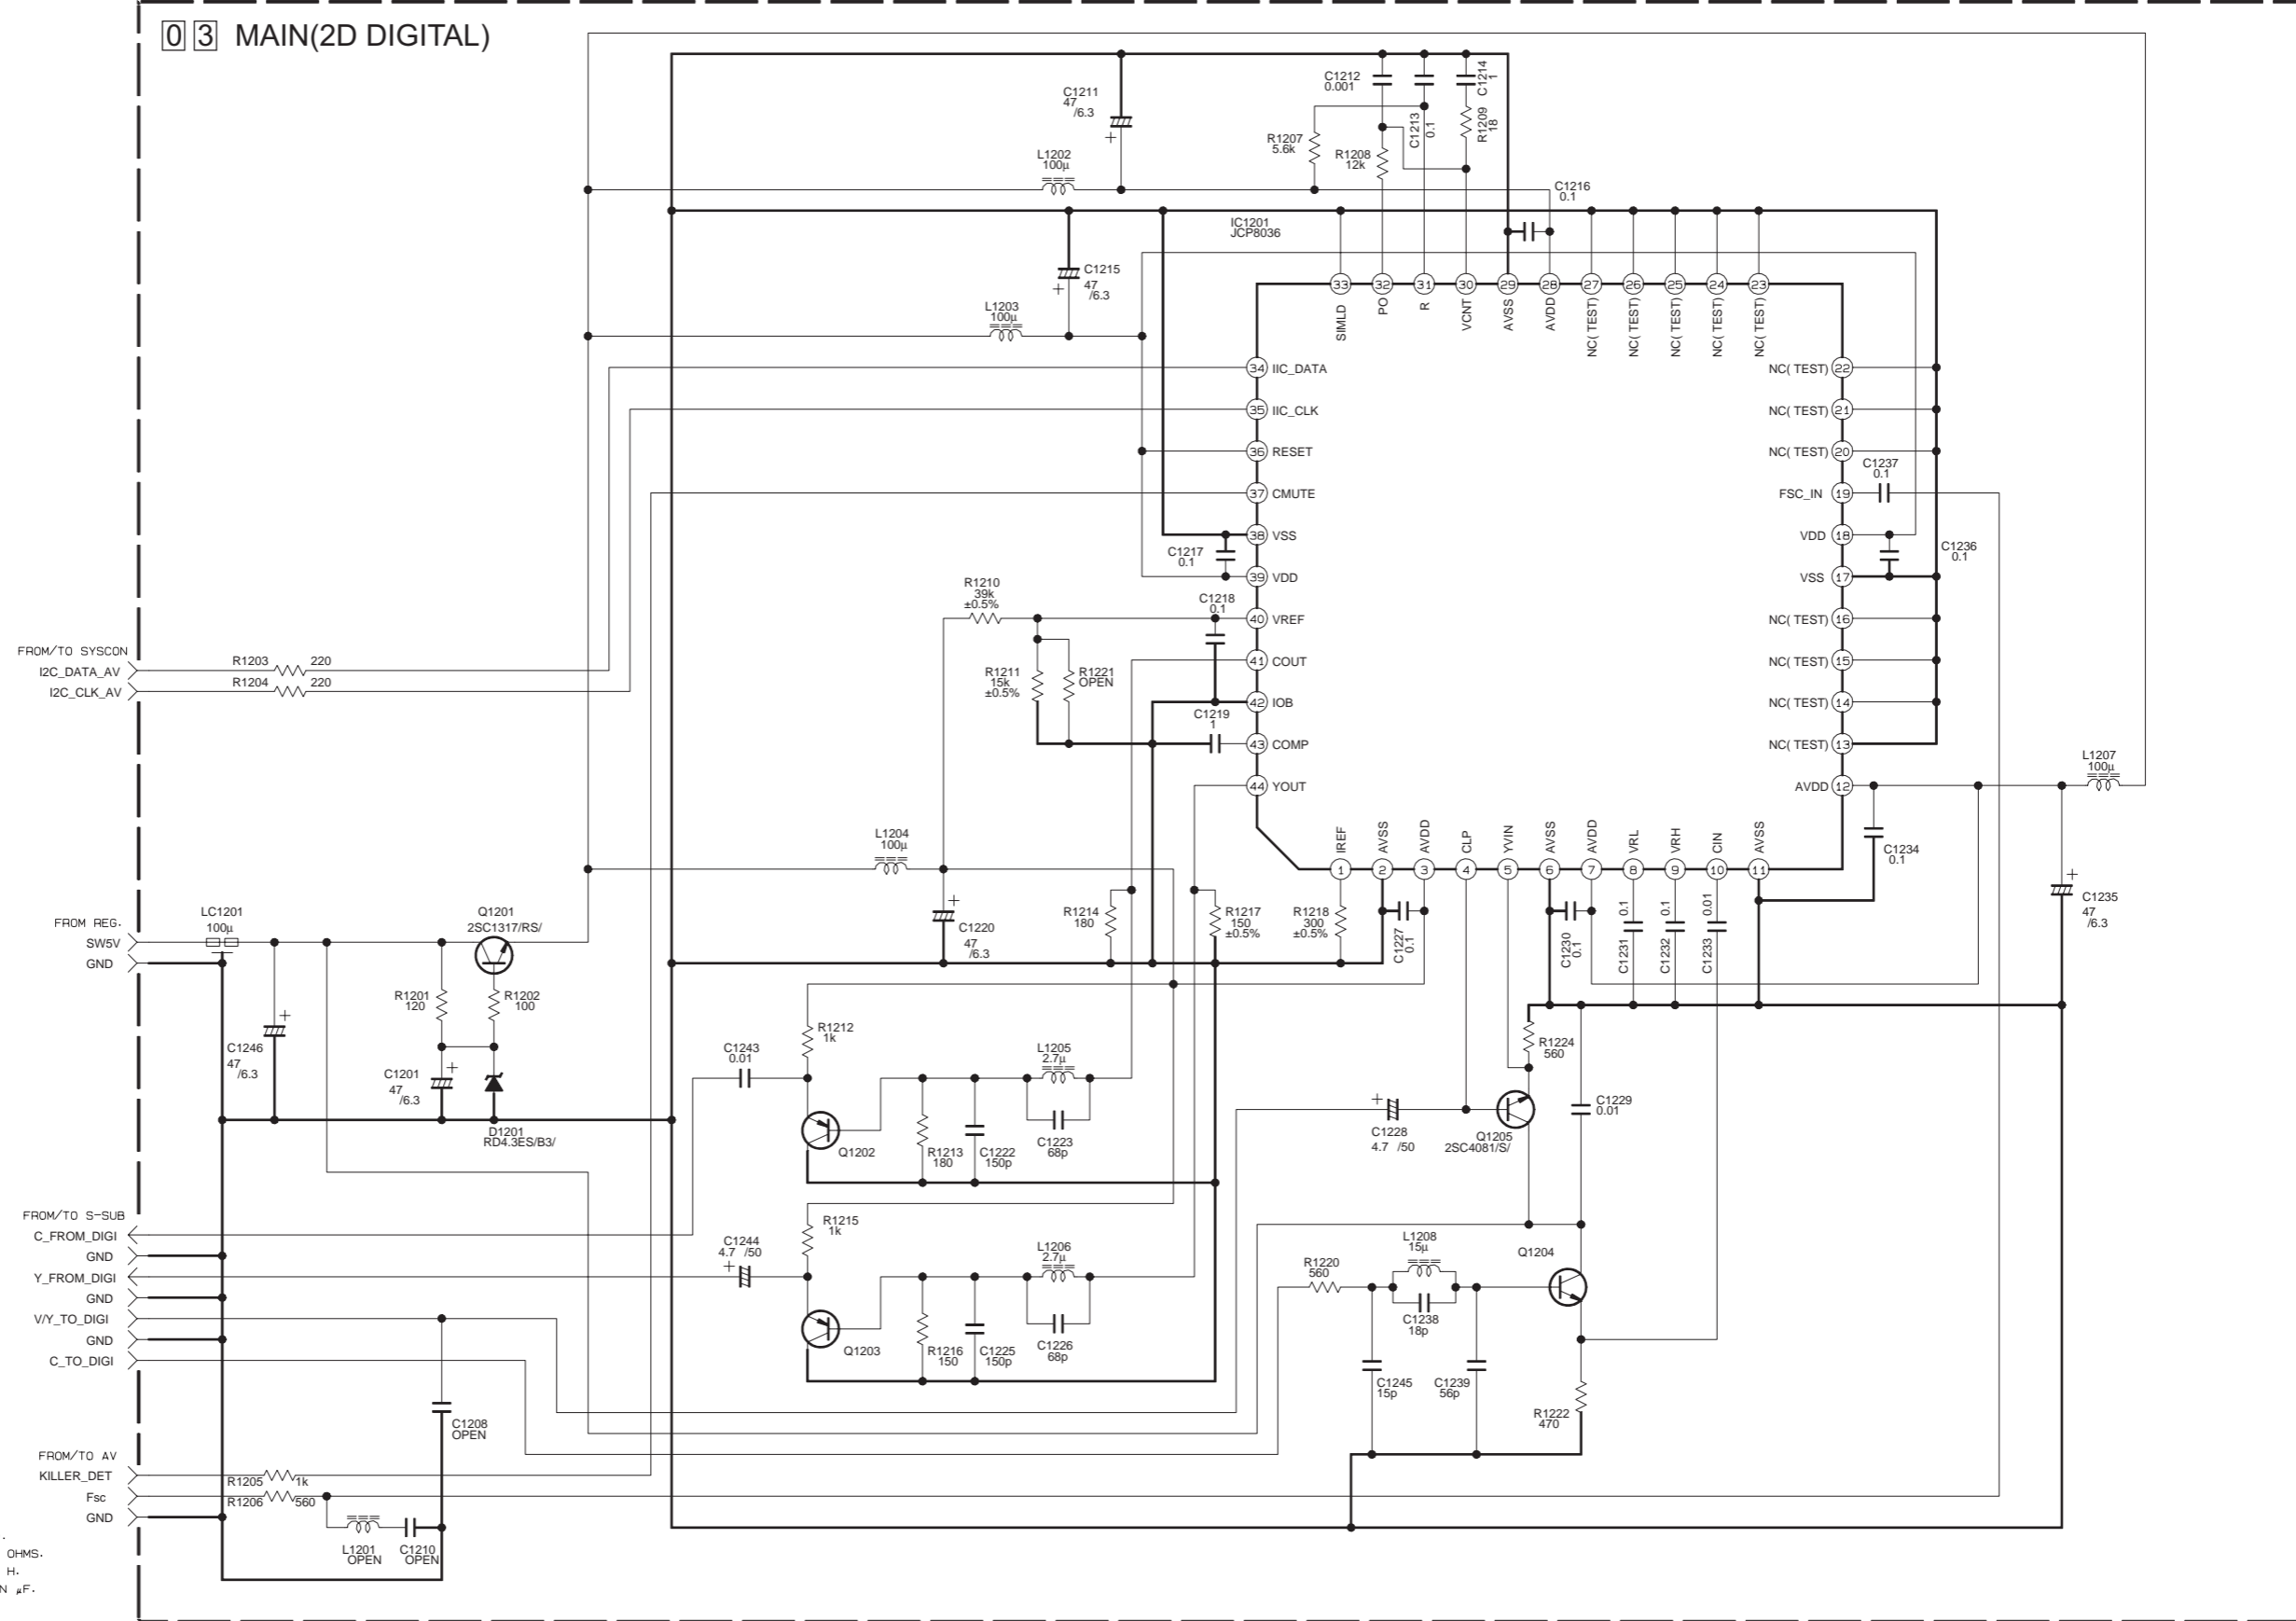 0 3 MAIN(2D DIGITAL)
C1211
47
/6.3
C1212
0.001
C1213
0.1
C1214
1
R1209
18
R1207
5.6k
R1208
12k
L1202
100μ
C1216
0.1
IC1201
JCP8036
C1215
47
/6.3
L1203
100μ
33 32 31 30 29 28 27 26 25 24 23
SIMLD
PO
R
VCNT
AVSS
AVDD
NC( TEST)
NC( TEST)
NC( TEST)
NC( TEST)
NC( TEST)
34 IIC_DATA
35 IIC_CLK
36 RESET
37 CMUTE
38 VSS
39 VDD
40 VREF
41 COUT
42 IOB
43 COMP
44 YOUT
NC( TEST) 22
NC( TEST) 21
NC( TEST) 20
FSC_IN 19
VDD 18
VSS 17
NC( TEST) 16
NC( TEST) 15
NC( TEST) 14
NC( TEST) 13
AVDD 12
C1237
0.1
C1236
0.1
C1217
0.1
R1210
39k
±0.5%
C1218
0.1
R1211
15k
±0.5%
R1221
OPEN
C1219
1
FROM/TO SYSCON
I2C_DATA_AV
R1203 220
I2C_CLK_AV
R1204 220
L1207
100μ
L1204
100μ
IREF
AVSS
AVDD
CLP
YVIN
AVSS
AVDD
VRL
VRH
CIN
AVSS
1 2 3 4 5 6 7 8 9 10 11
C1234
0.1
C1235
47
/6.3
FROM REG.
SW5V
GND
LC1201
100μ
Q1201
2SC1317/RS/
C1220
47
/6.3
R1214
180
R1217
150
±0.5%
R1218
300
±0.5%
C1227
0.1
C1230
0.1
C1231
0.1
C1232
0.1
C1233
0.01
R1201
120
R1202
100
C1246
47
/6.3
C1201
47
/6.3
D1201
RD4.3ES/B3/
R1212
1k
C1243
0.01
L1205
2.7μ
R1224
560
Q1202
R1213
180
C1222
150p
C1223
68p
C1228
4.7 /50
Q1205
2SC4081/S/
C1229
0.01
FROM/TO S-SUB
C_FROM_DIGI
GND
Y_FROM_DIGI
GND
V/Y_TO_DIGI
GND
C_TO_DIGI
R1215
1k
C1244
4.7 /50
L1206
2.7μ
Q1203
R1216
150
C1225
150p
C1226
68p
R1220
560
L1208
15μ
Q1204
C1238
18p
C1245
15p
C1239
56p
R1222
470
C1208
OPEN
FROM/TO AV
KILLER_DET
R1205 1k
Fsc
R1206 560
GND
L1201
OPEN
C1210
OPEN
.
OHMS.
H.
N μF.